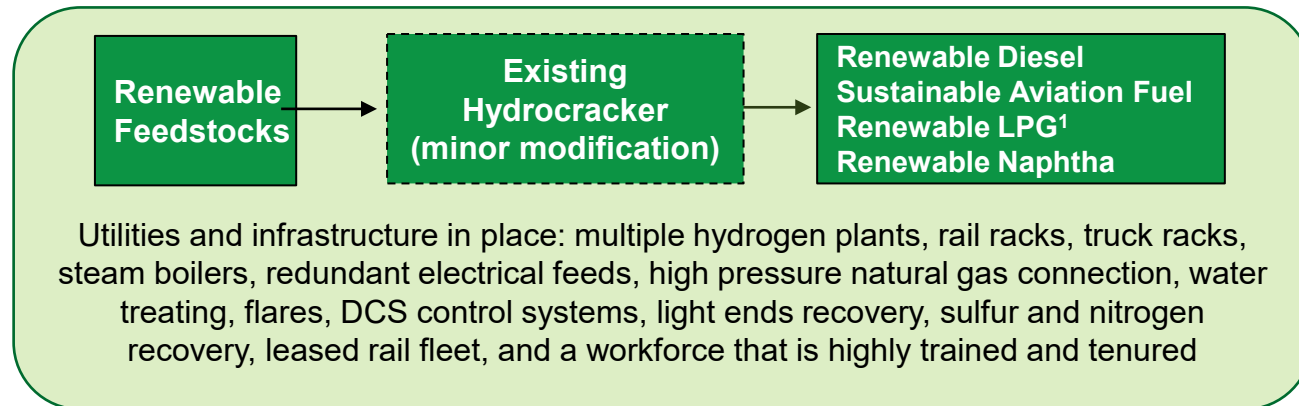 Renewable
Feedstocks
Existing
Hydrocracker
(minor modification)
Renewable Diesel
Sustainable Aviation Fuel
Renewable LPG¹
Renewable Naphtha
Utilities and infrastructure in place: multiple hydrogen plants, rail racks, truck racks,
steam boilers, redundant electrical feeds, high pressure natural gas connection, water
treating, flares, DCS control systems, light ends recovery, sulfur and nitrogen
recovery, leased rail fleet, and a workforce that is highly trained and tenured